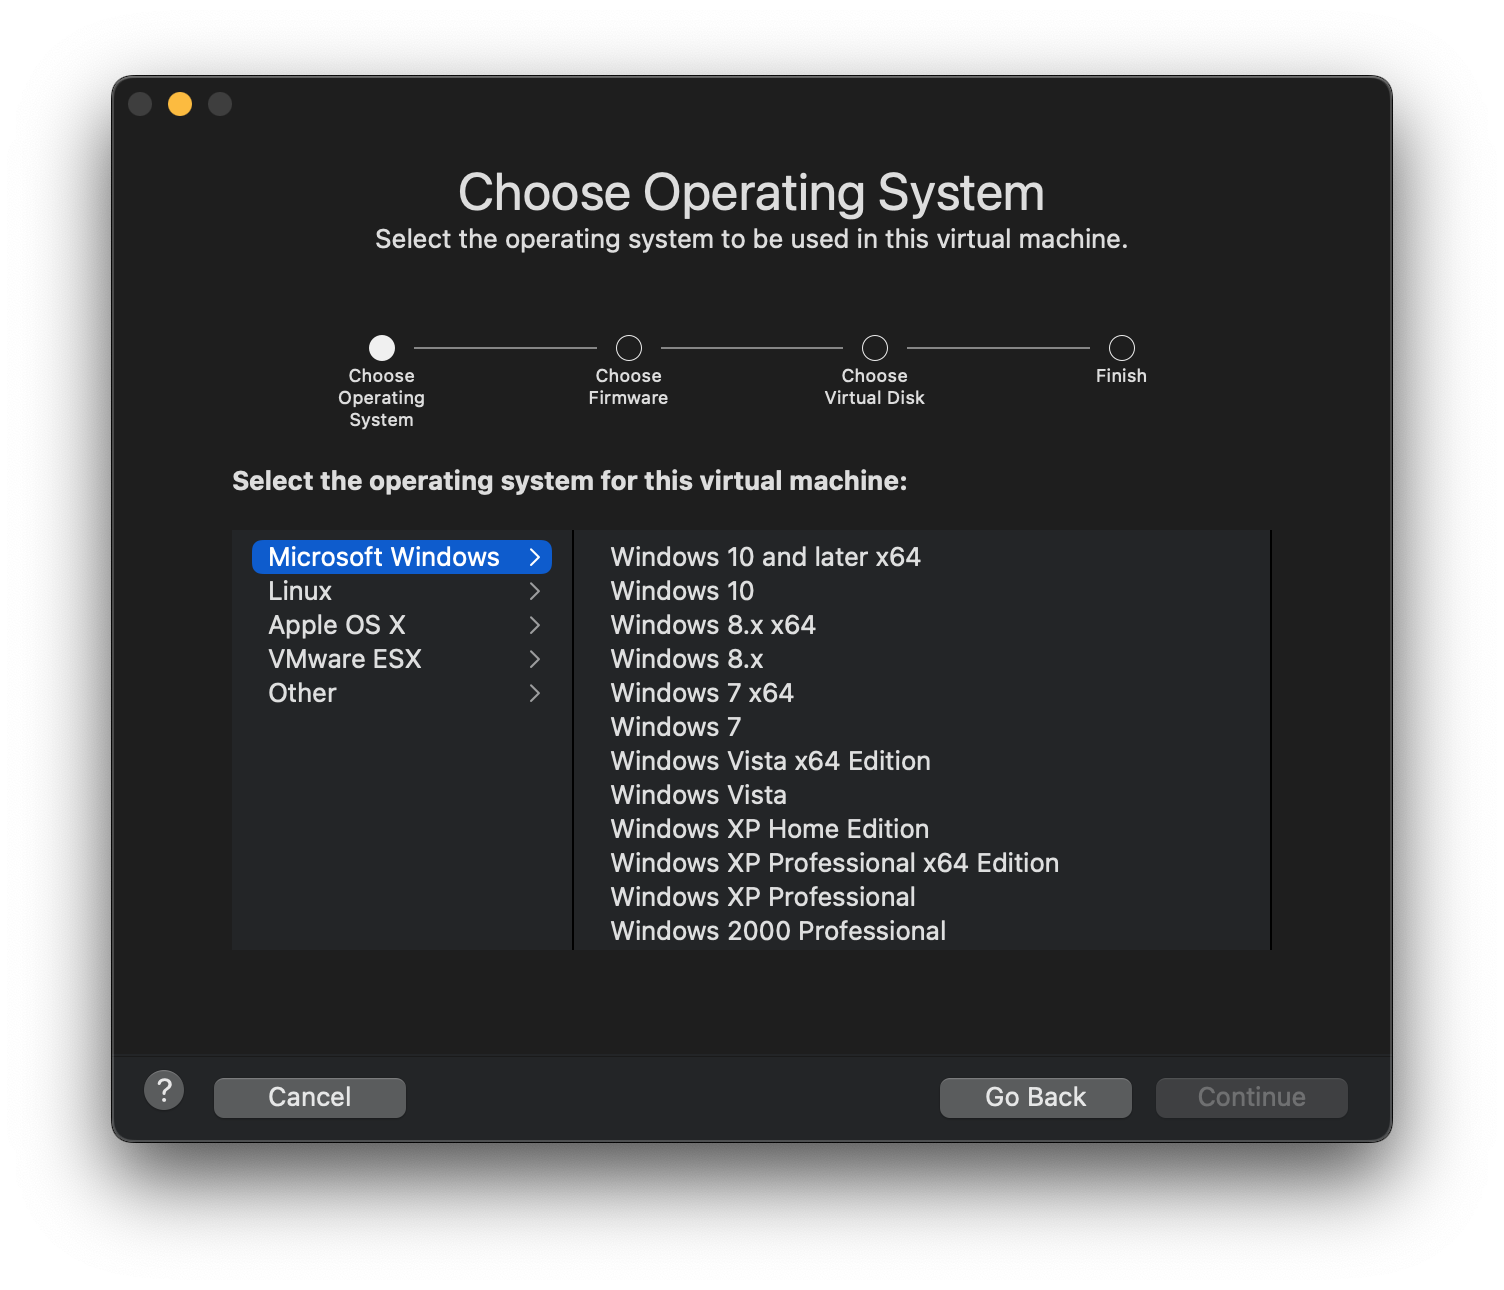 Choose Operating System
Select the operating system to be used in this virtual machine.
Choose
Operating
System
Choose
Firmware
Choose
Virtual Disk
Finish
Select the operating system for this virtual machine:
Microsoft Windows
Linux
Apple OS X
VMware ESX
Other
Windows 10 and later x64
Windows 10
Windows 8.x x64
Windows 8.x
Windows 7 x64
Windows 7
Windows Vista x64 Edition
Windows Vista
Windows XP Home Edition
Windows XP Professional x64 Edition
Windows XP Professional
Windows 2000 Professional
?
Cancel
Go Back
Continue